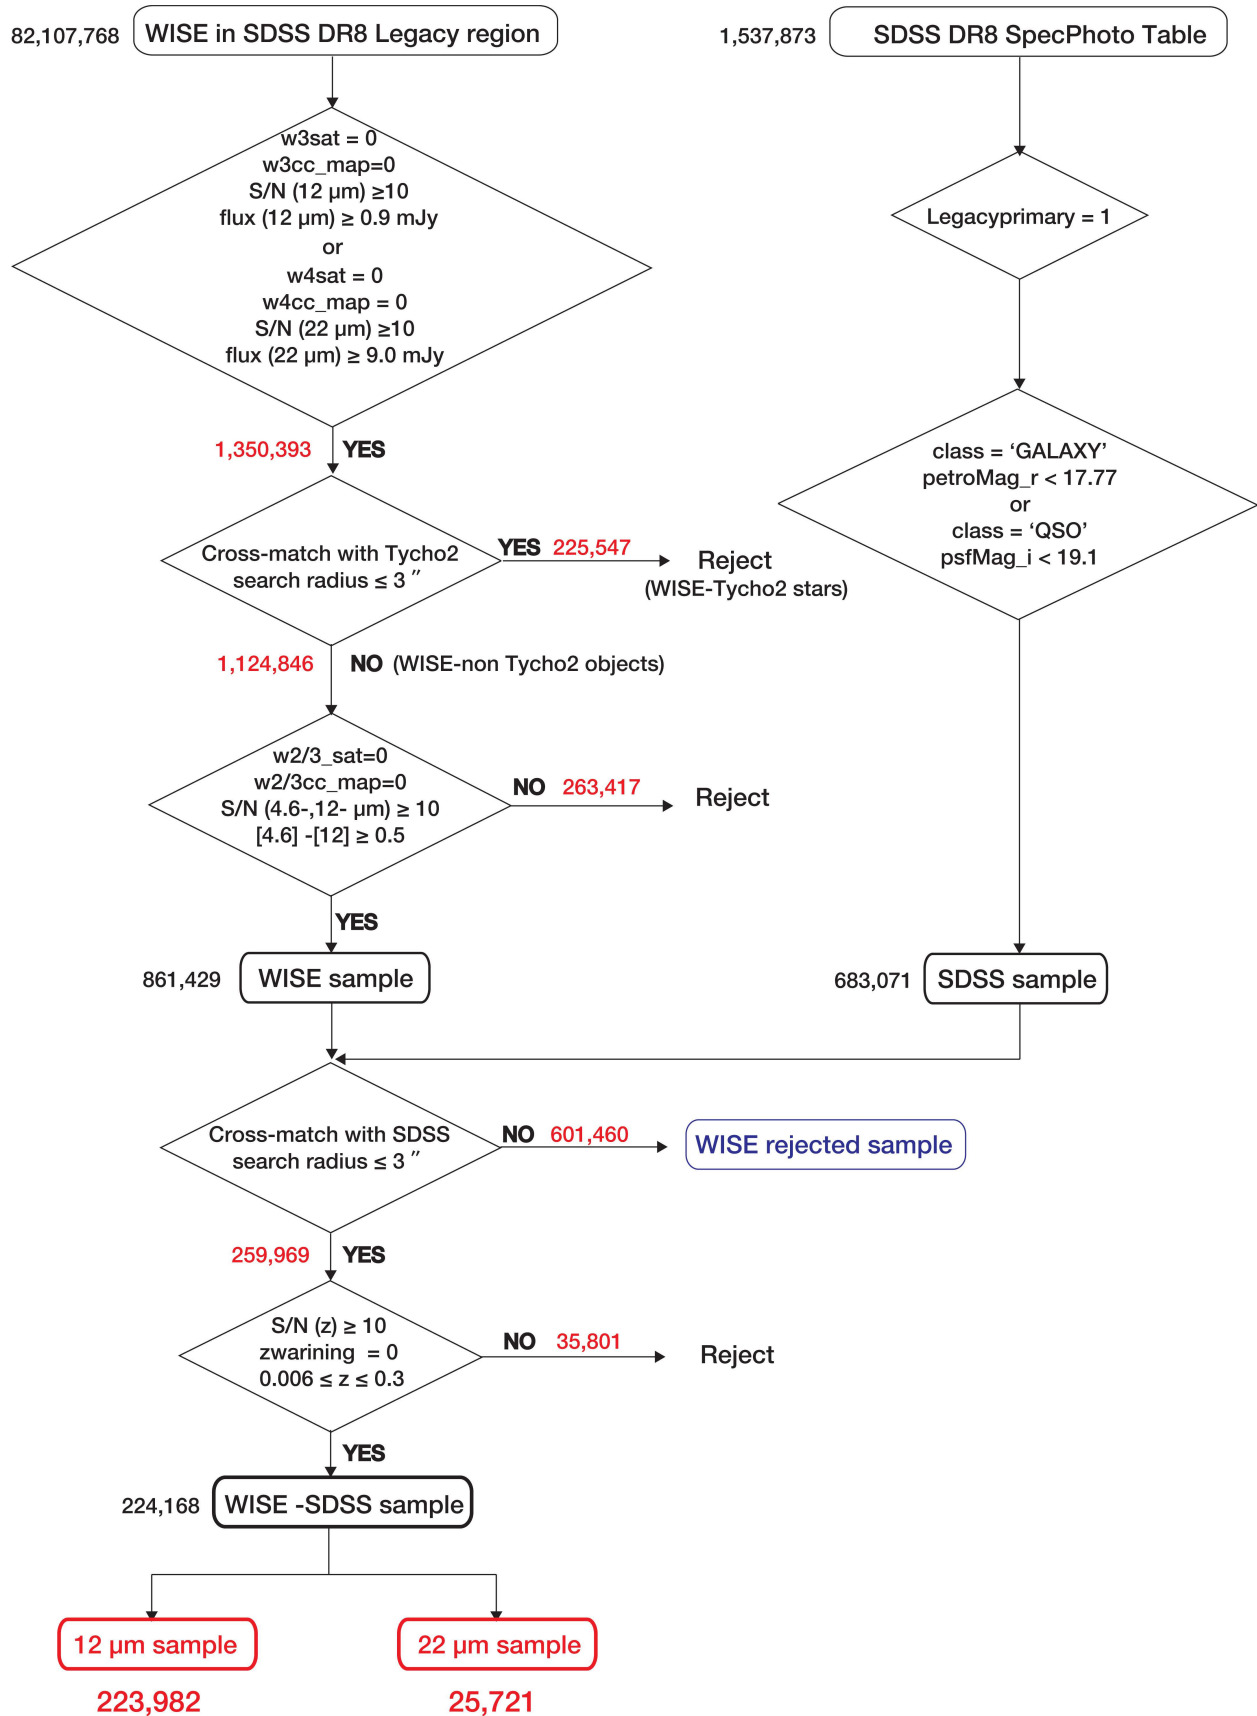 82,107,768
WISE in SDSS DR8 Legacy region
1,537,873
SDSS DR8 SpecPhoto Table
w3sat = 0
w3cc_map=0
S/N (12 µm) ≥10
flux (12 µm) ≥ 0.9 mJy
or
w4sat = 0
w4cc_map = 0
S/N (22 µm) ≥10
flux (22 µm) ≥ 9.0 mJy
Legacyprimary = 1
1,350,393 YES
class = ‘GALAXY’
petroMag_r < 17.77
or
class = ‘QSO’
psfMag_i < 19.1
Cross-match with Tycho2
search radius ≤ 3 ″
YES 225,547
Reject
(WISE-Tycho2 stars)
1,124,846 NO (WISE-non Tycho2 objects)
w2/3_sat=0
w2/3cc_map=0
S/N (4.6-,12- µm) ≥ 10
[4.6] -[12] ≥ 0.5
NO 263,417
Reject
YES
861,429
WISE sample
683,071
SDSS sample
Cross-match with SDSS
search radius ≤ 3 ″
NO 601,460
WISE rejected sample
259,969 YES
S/N (z) ≥ 10
zwarining = 0
0.006 ≤ z ≤ 0.3
NO 35,801
Reject
YES
224,168
WISE -SDSS sample
12 µm sample
22 µm sample
223,982
25,721